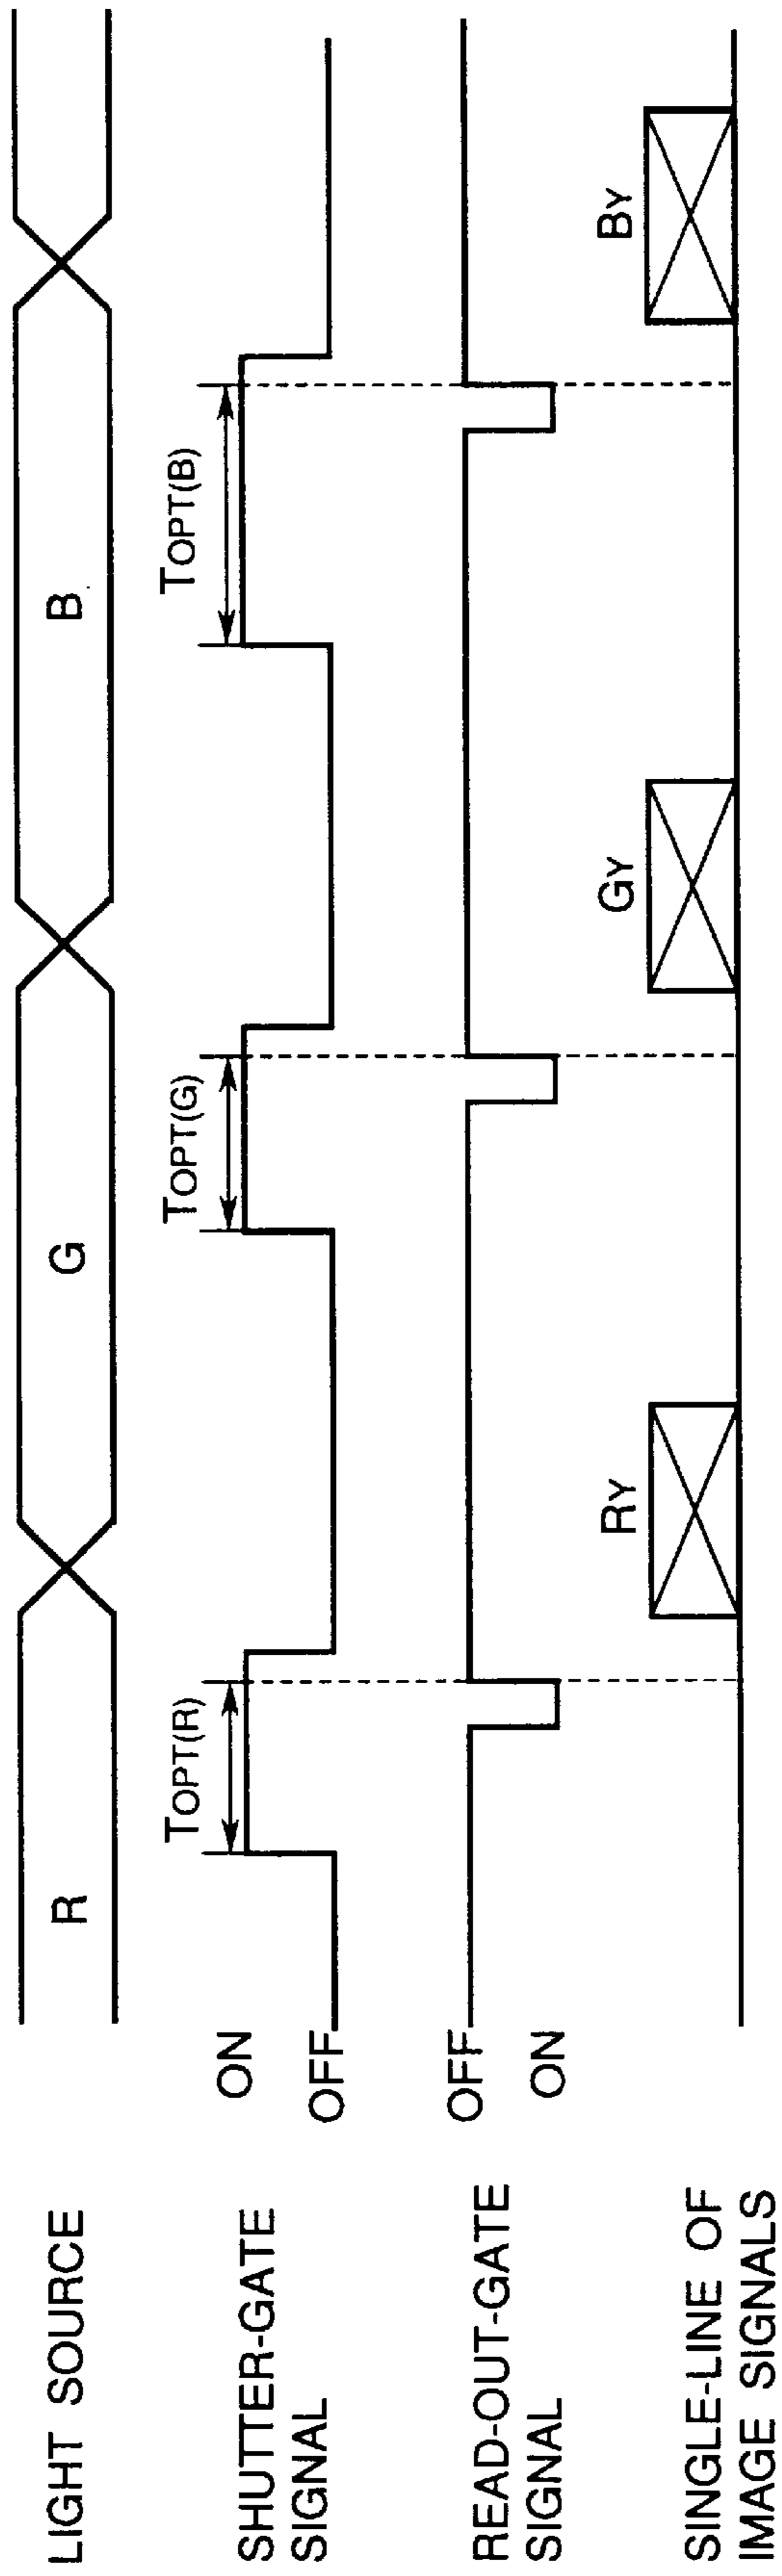 LIGHT SOURCE
R
G
B
SHUTTER-GATE
SIGNAL
ON
OFF
TOPT(R)
TOPT(G)
TOPT(B)
READ-OUT-GATE
SIGNAL
OFF
ON
SINGLE-LINE OF
IMAGE SIGNALS
RY
GY
BY